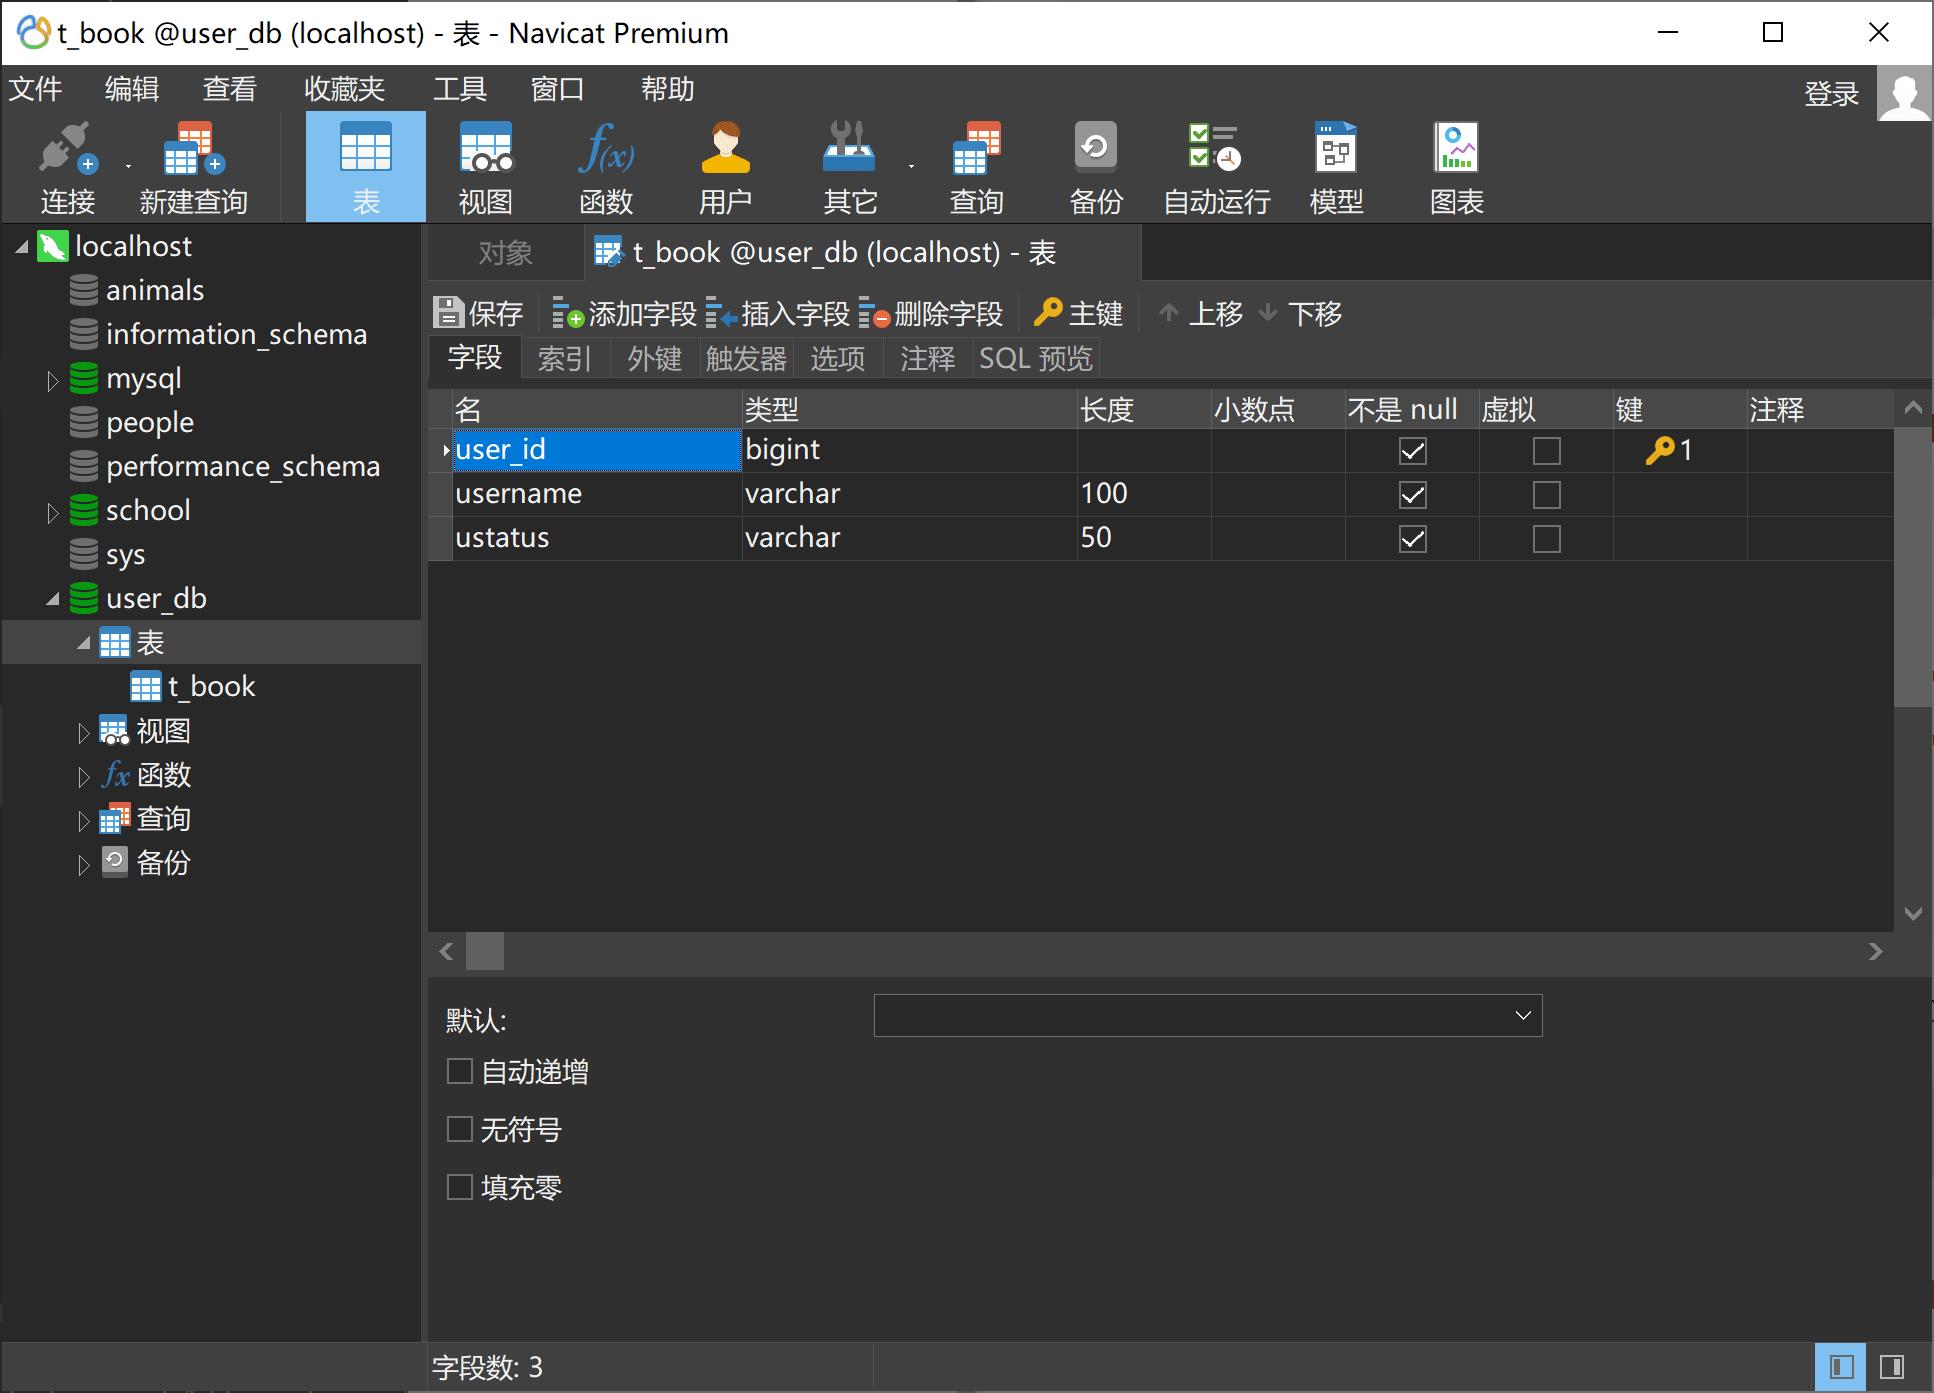 t_book @user_db (localhost) - 表 - Navicat Premium
文件 编辑 查看 收藏夹 工具 窗口 帮助 登录
连接 新建查询 表 视图 函数 用户 其它 查询 备份 自动运行 模型 图表
localhost
animals
information_schema
mysql
people
performance_schema
school
sys
user_db
表
t_book
视图
函数
查询
备份
对象 t_book @user_db (localhost) - 表
保存 添加字段 插入字段 删除字段 主键 上移 下移
字段 索引 外键 触发器 选项 注释 SQL 预览
名 类型 长度 小数点 不是 null 虚拟 键 注释
user_id bigint 1
username varchar 100
ustatus varchar 50
默认:
自动递增
无符号
填充零
字段数: 3